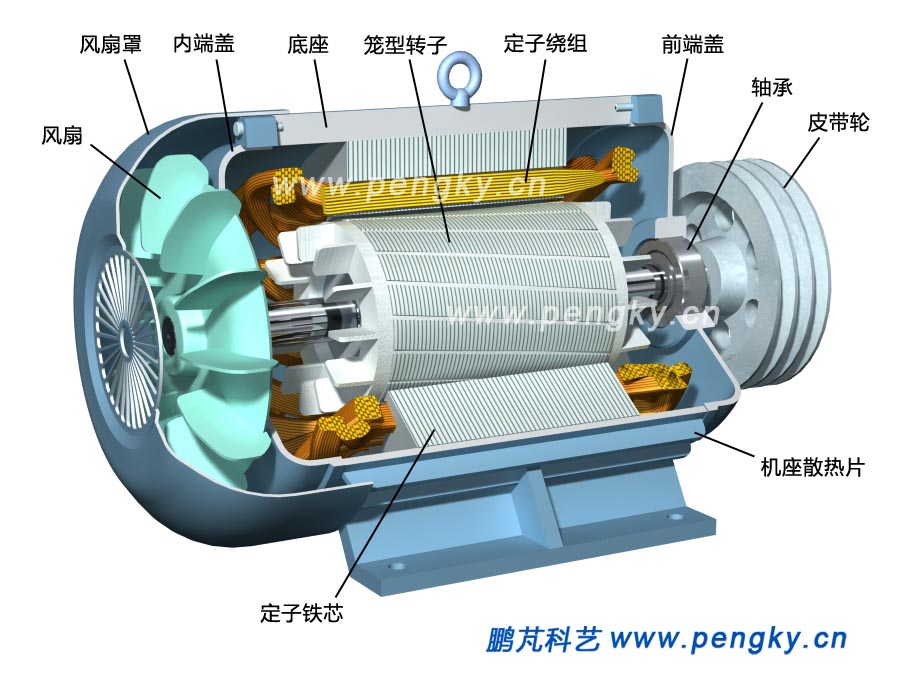 风扇罩
内端盖
底座
笼型转子
定子绕组
前端盖
轴承
皮带轮
风扇
www.pengky.cn
www.pengky.cn
机座散热片
定子铁芯
鹏芃科艺 www.pengky.cn